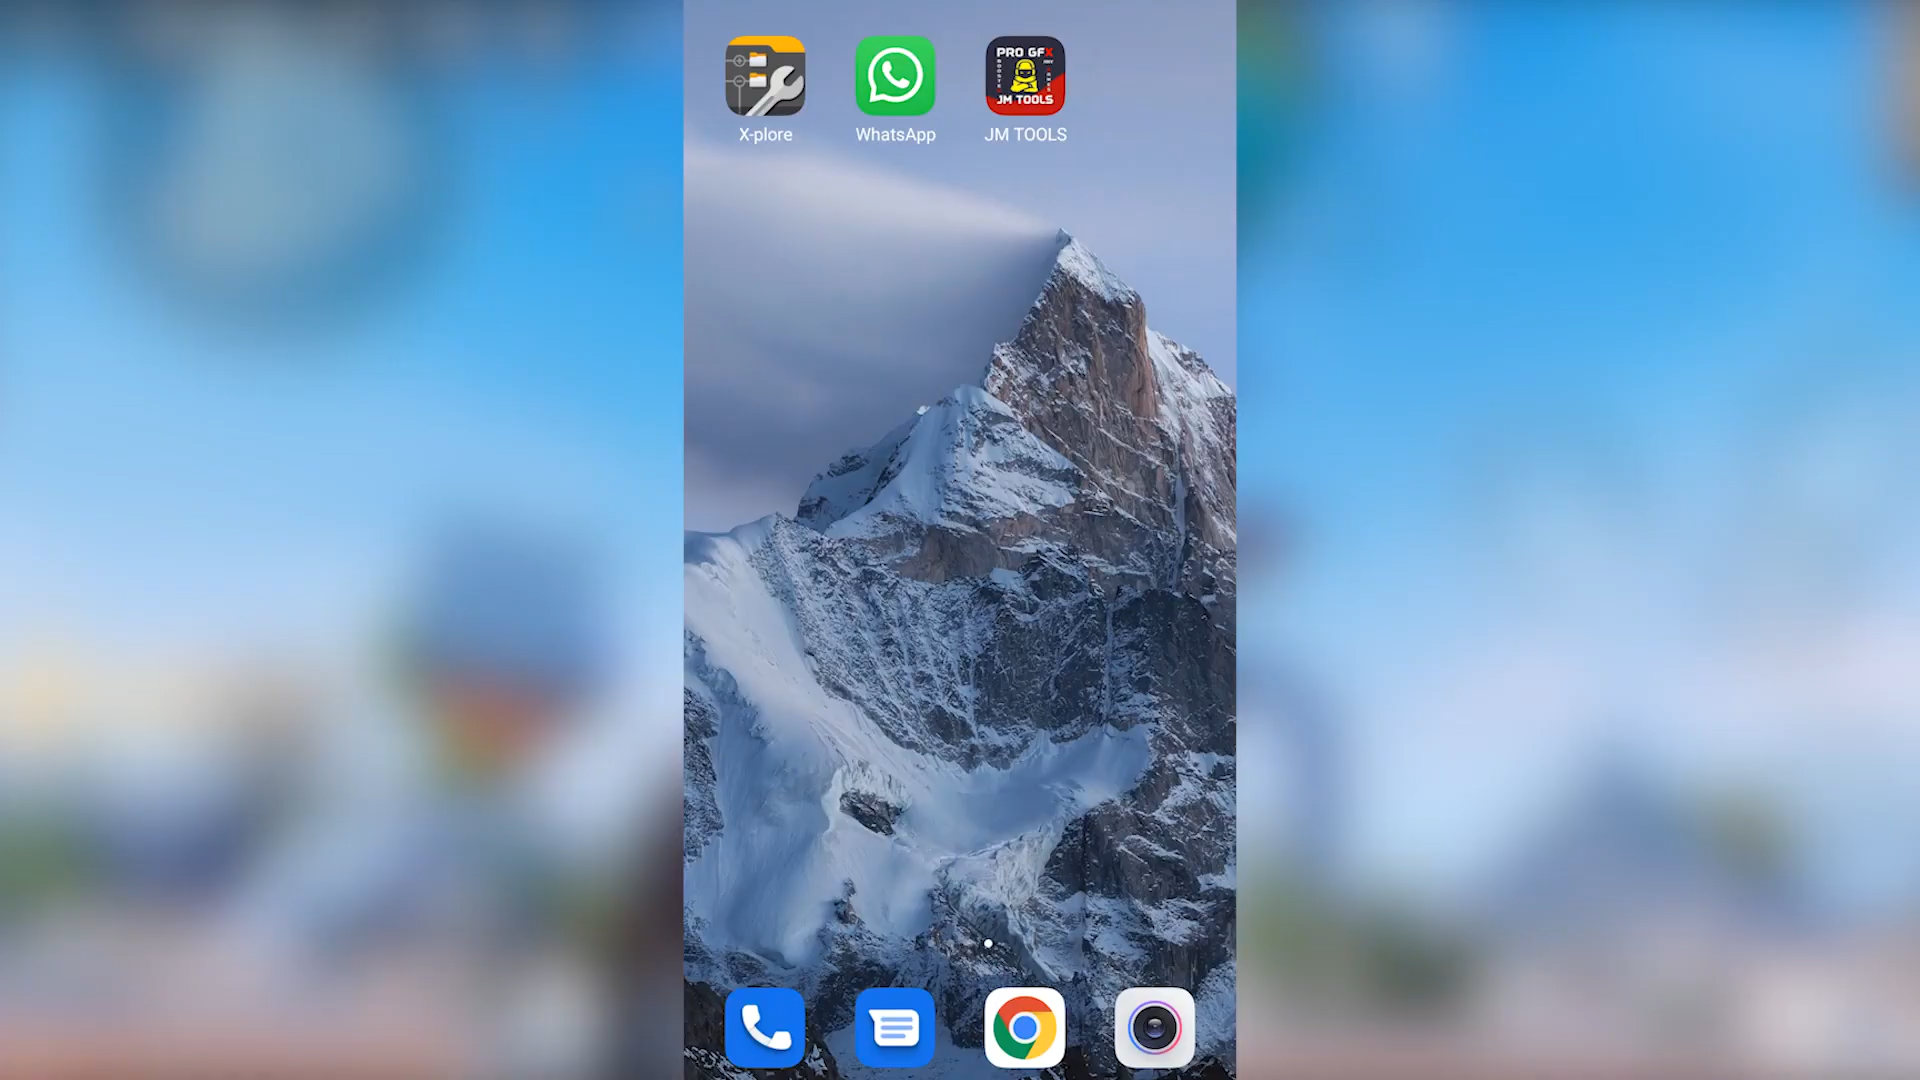 PRO GFX
JM TOOLS
X-plore
WhatsApp
JM TOOLS